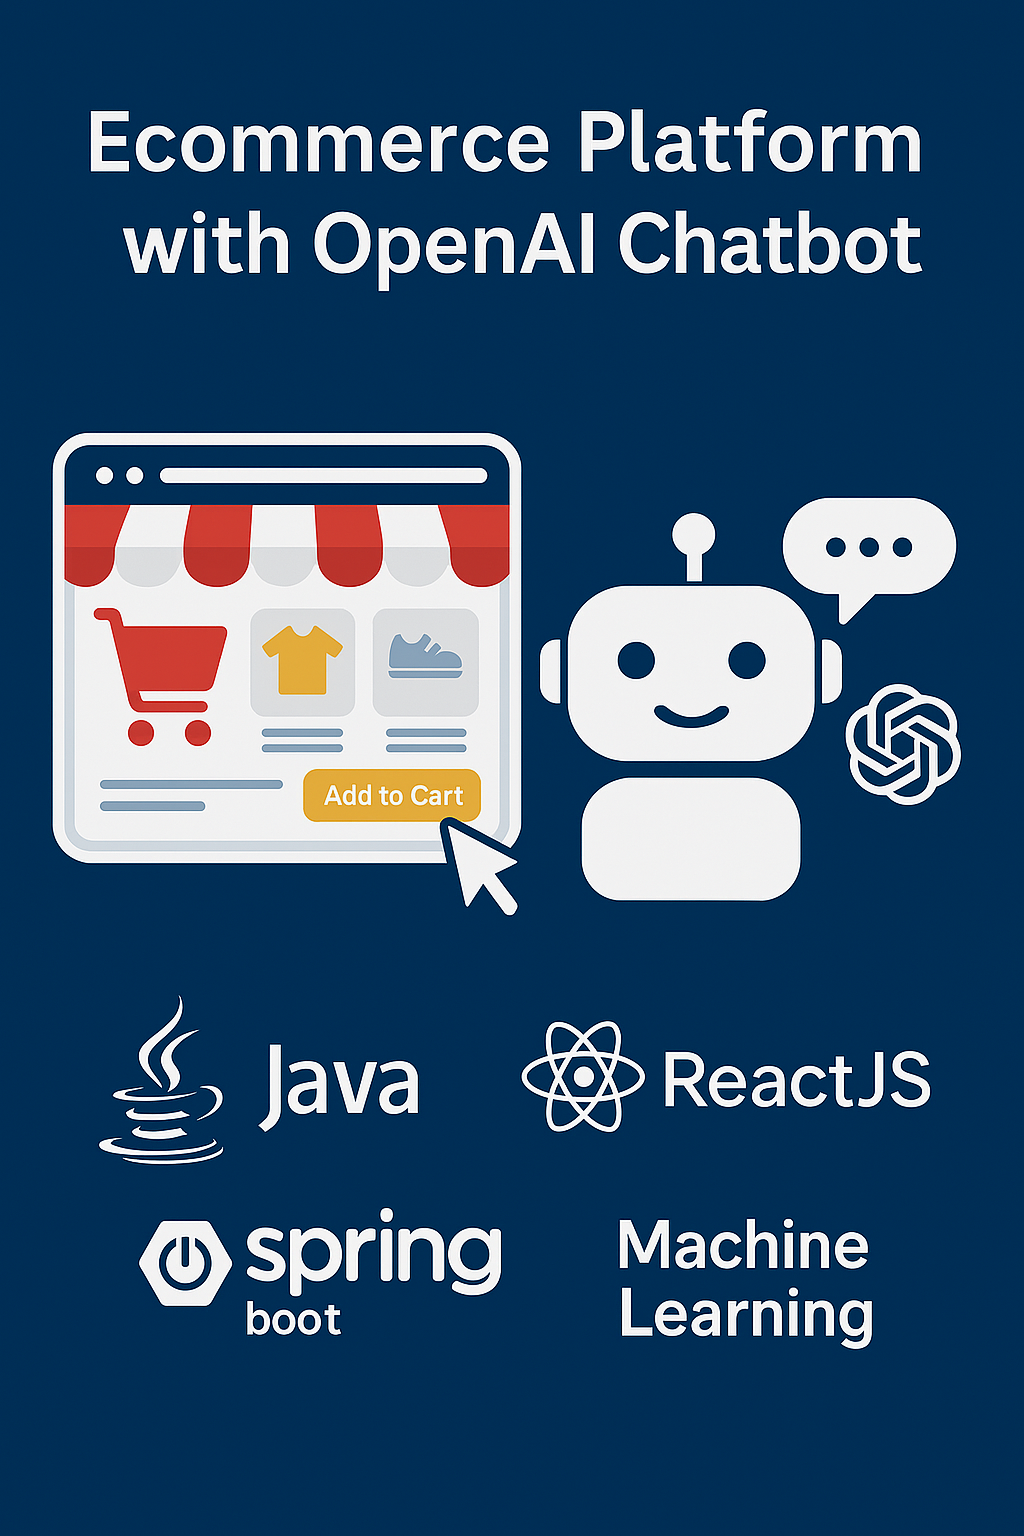 Ecommerce Platform
with OpenAI Chatbot
Add to Cart
Java
ReactJS
spring
boot
Machine
Learning